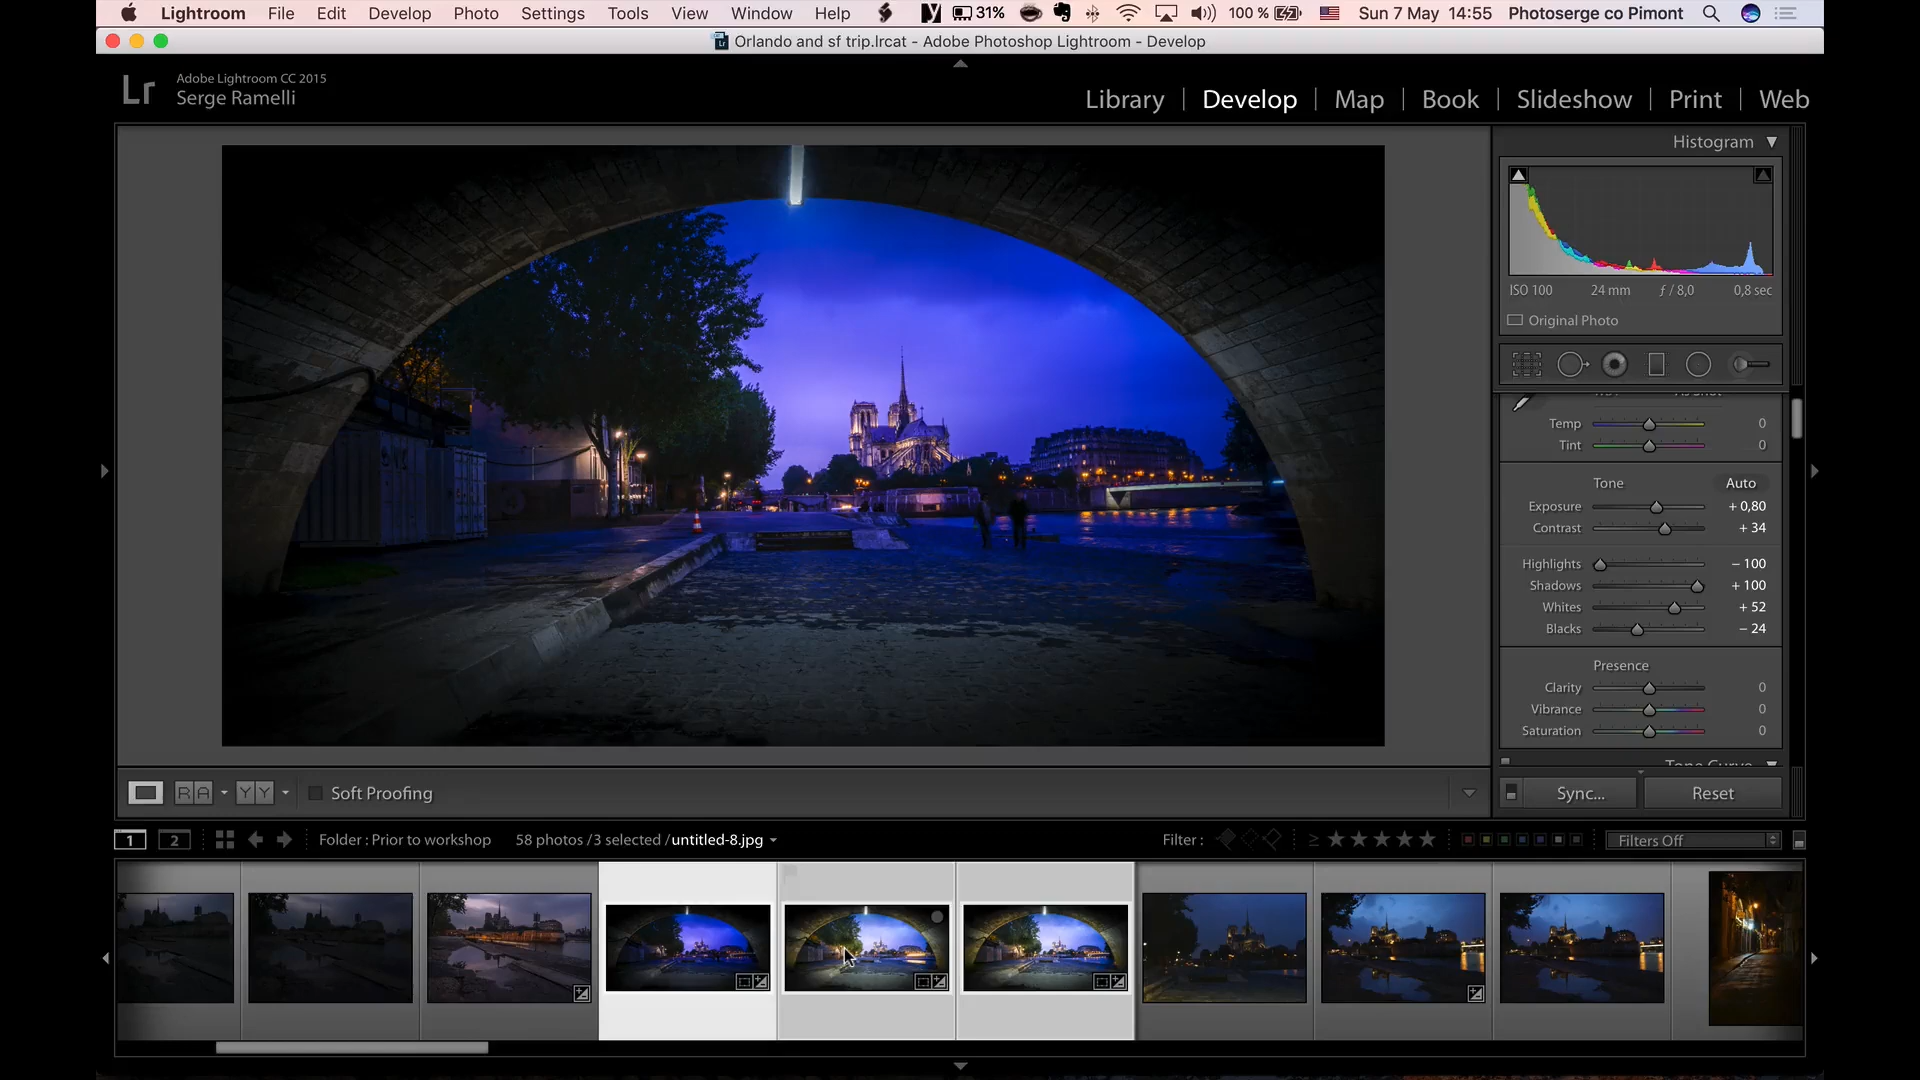 Lightroom File Edit Develop Photo Settings Tools View Window Help 31% 100 % Sun 7 May 14:55 Photoserge co Pimont
Lr Orlando and sf trip.lrcat - Adobe Photoshop Lightroom - Develop
Lr Adobe Lightroom CC 2015
Serge Ramelli
Library | Develop | Map | Book | Slideshow | Print | Web
Histogram
ISO 100 24 mm ƒ / 8,0 0,8 sec
Original Photo
Temp 0
Tint 0
Tone Auto
Exposure + 0,80
Contrast + 34
Highlights − 100
Shadows + 100
Whites + 52
Blacks − 24
Presence
Clarity 0
Vibrance 0
Saturation 0
Tone Curve
R A Y Y Soft Proofing Sync... Reset
1 2 Folder : Prior to workshop 58 photos /3 selected /untitled-8.jpg Filter : ≥ ★ ★ ★ ★ ★ Filters Off